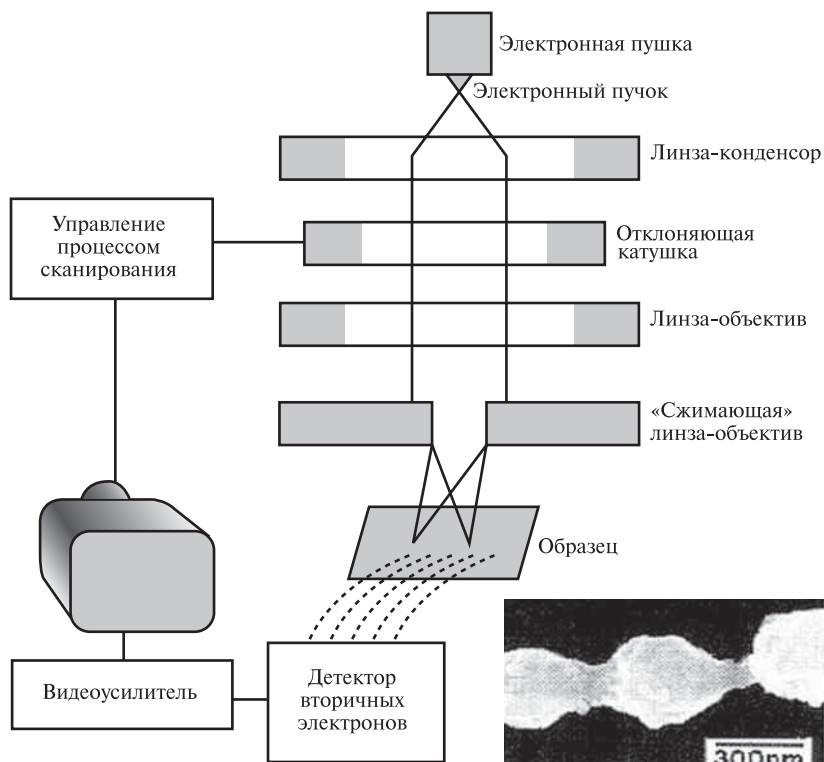 Электронная пушка
Электронный пучок
Линза-конденсор
Управление
процессом
сканирования
Отклоняющая
катушка
Линза-объектив
«Сжимающая»
линза-объектив
Образец
Видеоусилитель
Детектор
вторичных
электронов
300nm